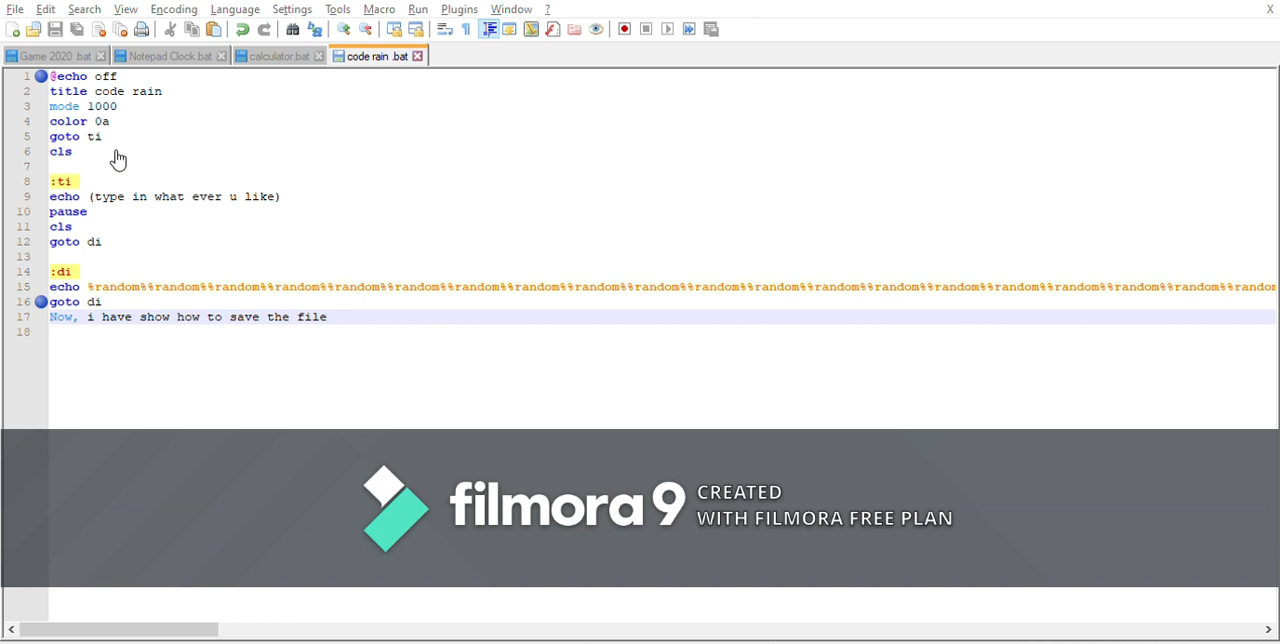 File Edit Search View Encoding Language Settings Tools Macro Run Plugins Window ? X
Game 2020 .bat Notepad Clock.bat calculator.bat code rain .bat
1 @echo off
2 title code rain
3 mode 1000
4 color 0a
5 goto ti
6 cls
7
8 :ti
9 echo (type in what ever u like)
10 pause
11 cls
12 goto di
13
14 :di
15 echo %random%%random%%random%%random%%random%%random%%random%%random%%random%%random%%random%%random%%random%%random%%random%%random%%random%%random%%random%%random
16 goto di
17 Now, i have show how to save the file
18
filmora9 CREATED
WITH FILMORA FREE PLAN